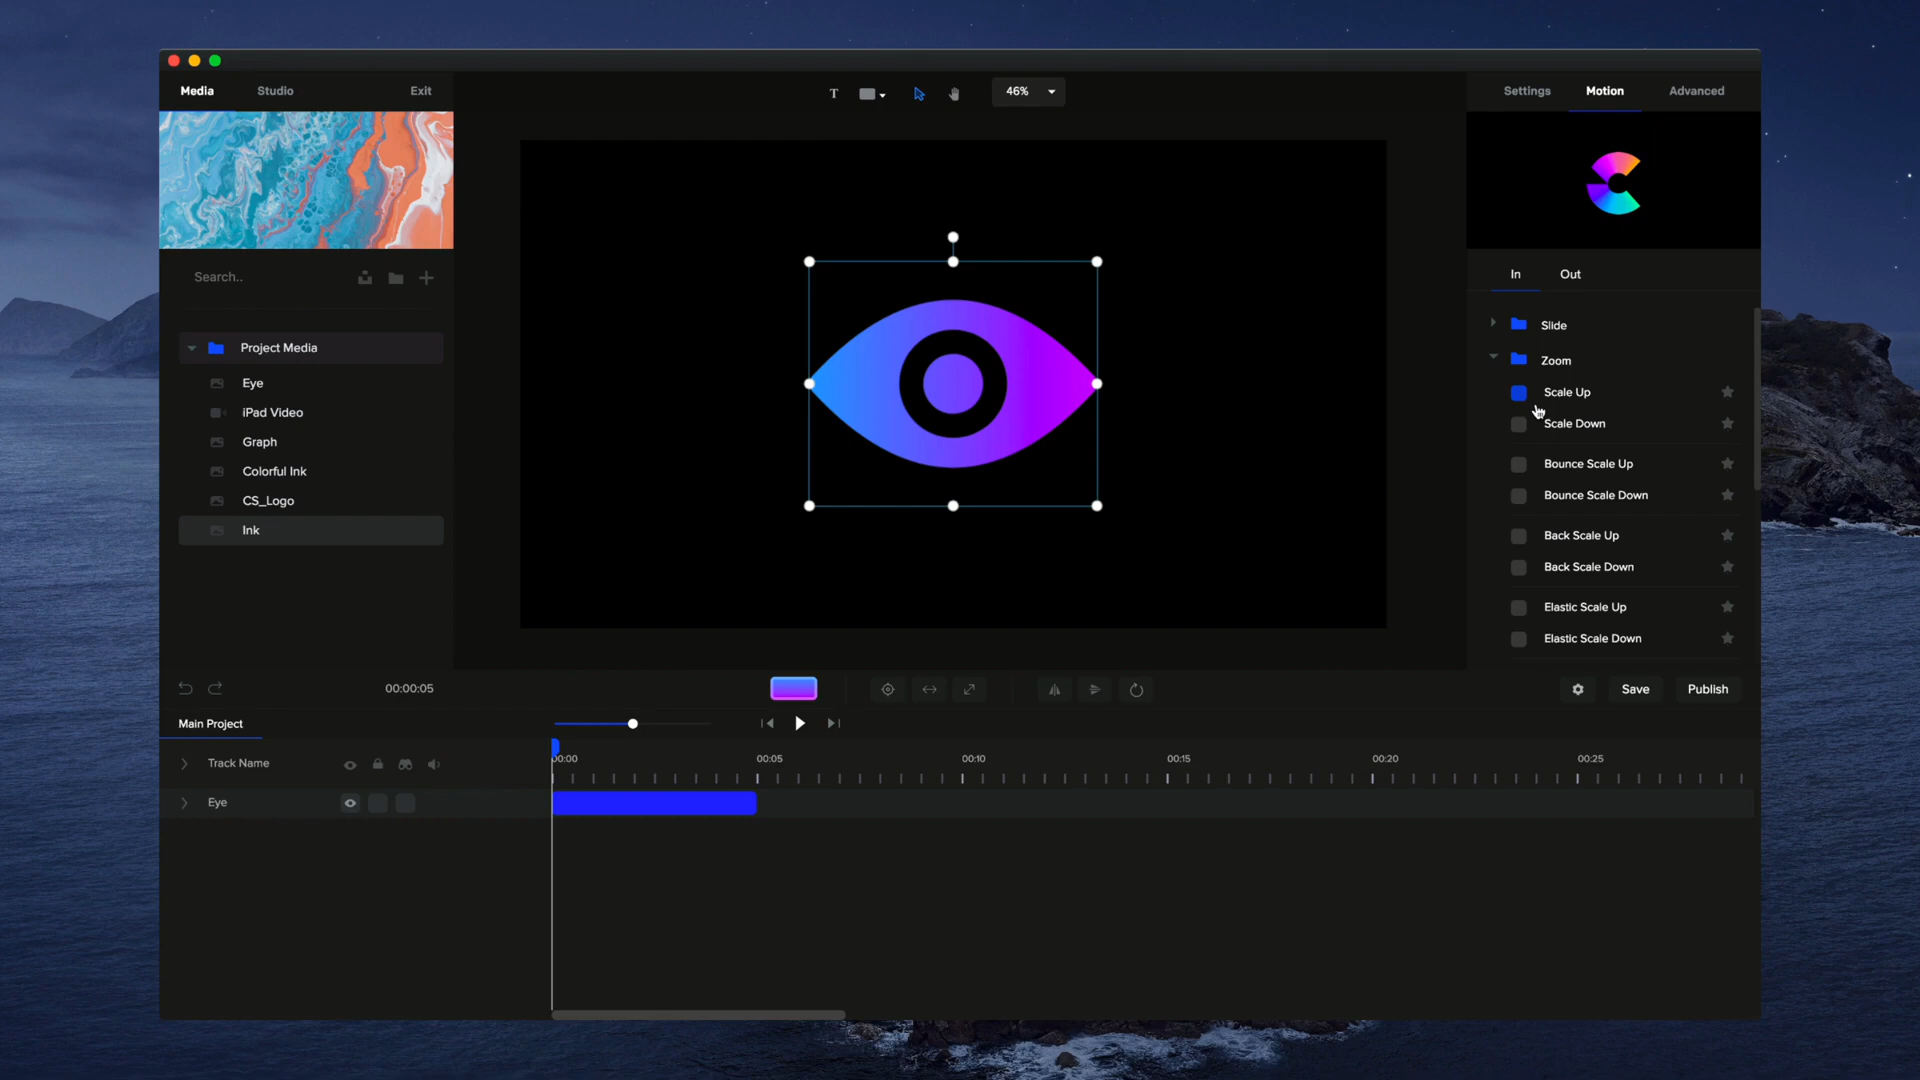 Media Studio Exit
T 46%
Settings Motion Advanced
Search..
In Out
Project Media
Eye
iPad Video
Graph
Colorful Ink
CS_Logo
Ink
Slide
Zoom
Scale Up
Scale Down
Bounce Scale Up
Bounce Scale Down
Back Scale Up
Back Scale Down
Elastic Scale Up
Elastic Scale Down
00:00:05
Save Publish
Main Project
Track Name
00:00 00:05 00:10 00:15 00:20 00:25
Eye